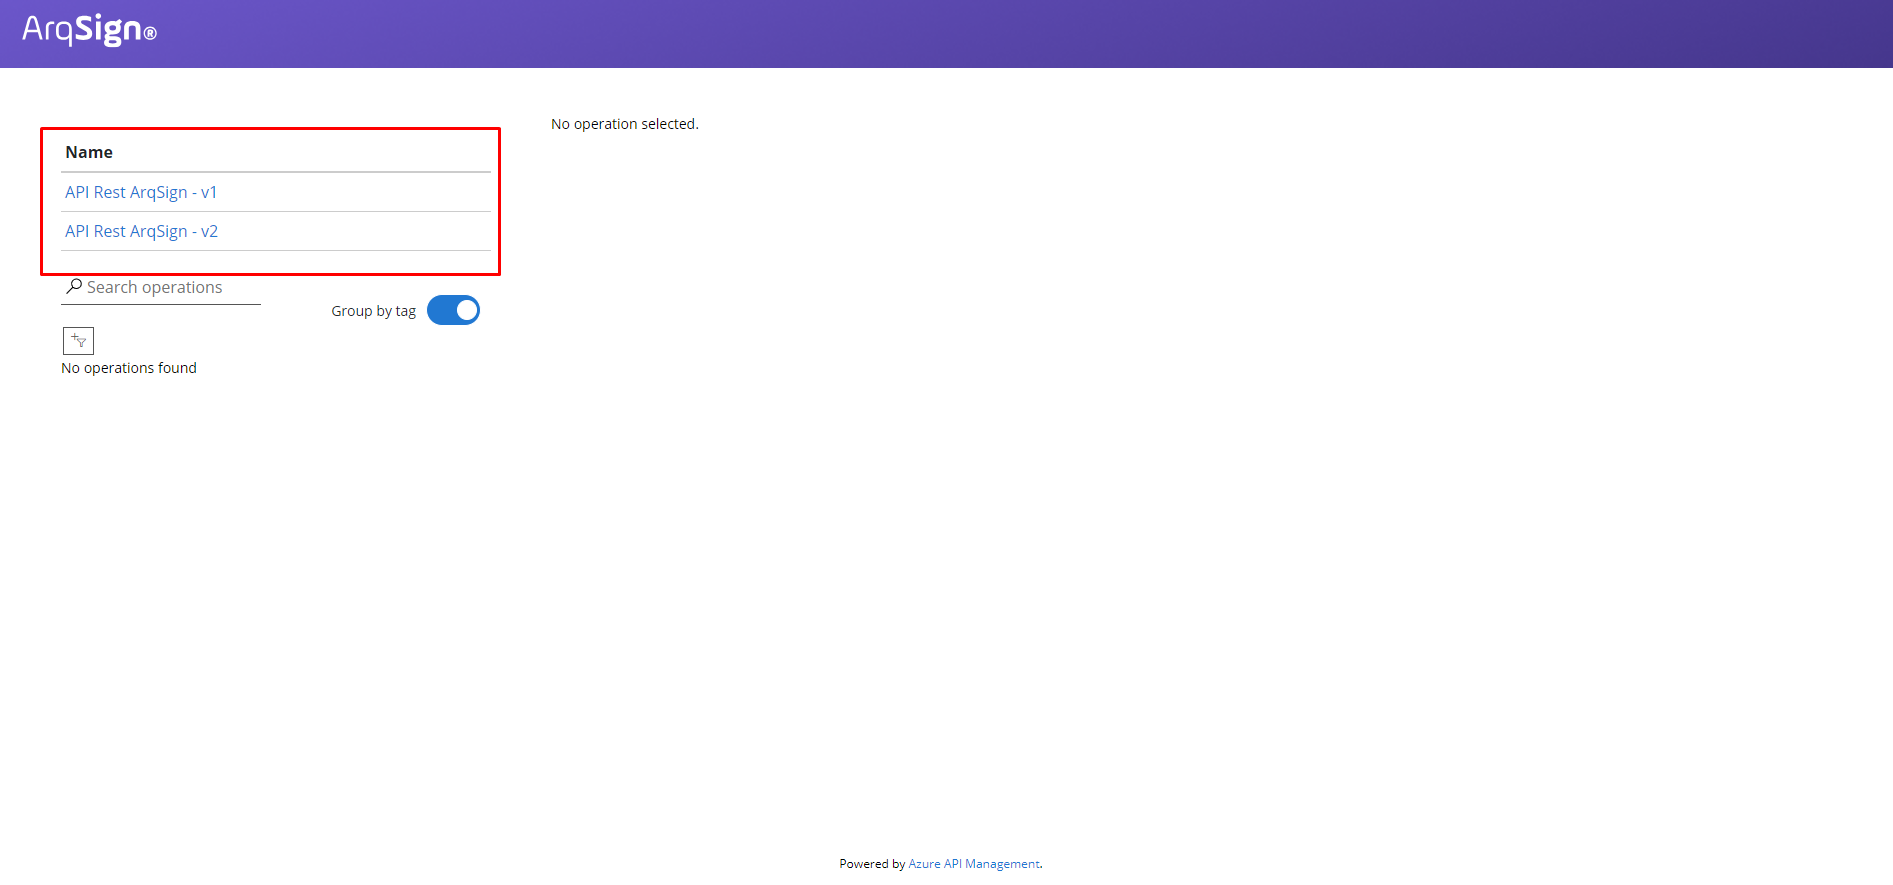 ArqSign®
No operation selected.
Name
API Rest ArqSign - v1
API Rest ArqSign - v2
Search operations
Group by tag
No operations found
Powered by Azure API Management.